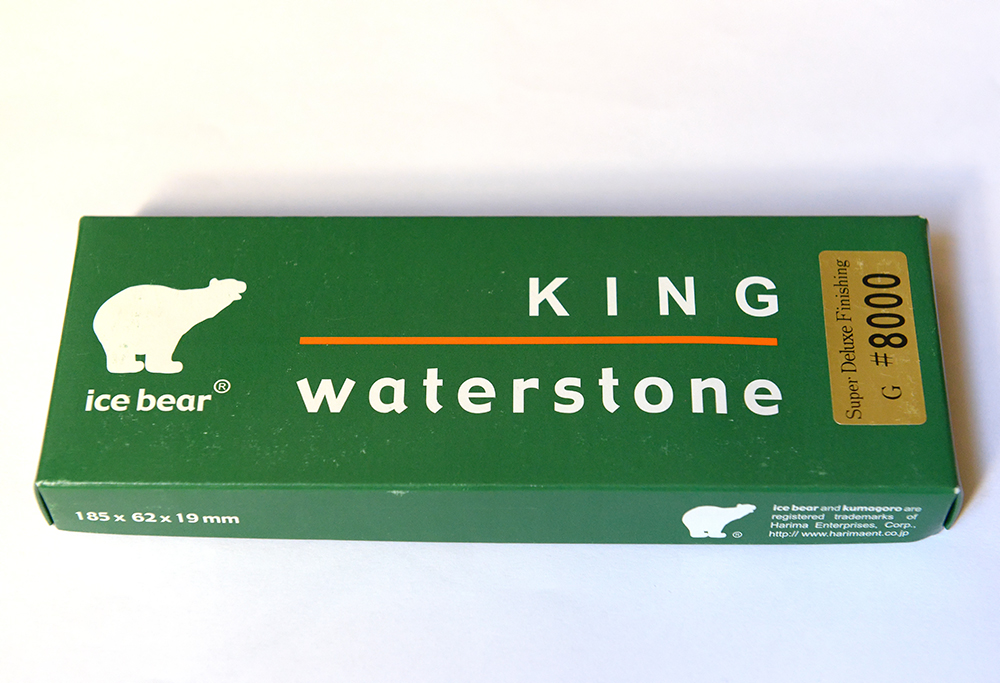 KING
waterstone
ice bear®
Super Deluxe Finishing
G #8000
185 x 62 x 19 mm
®
ice bear and kumagoro are
registered trademarks of
Harima Enterprises, Corp.,
http:// www.harimaent.co.jp